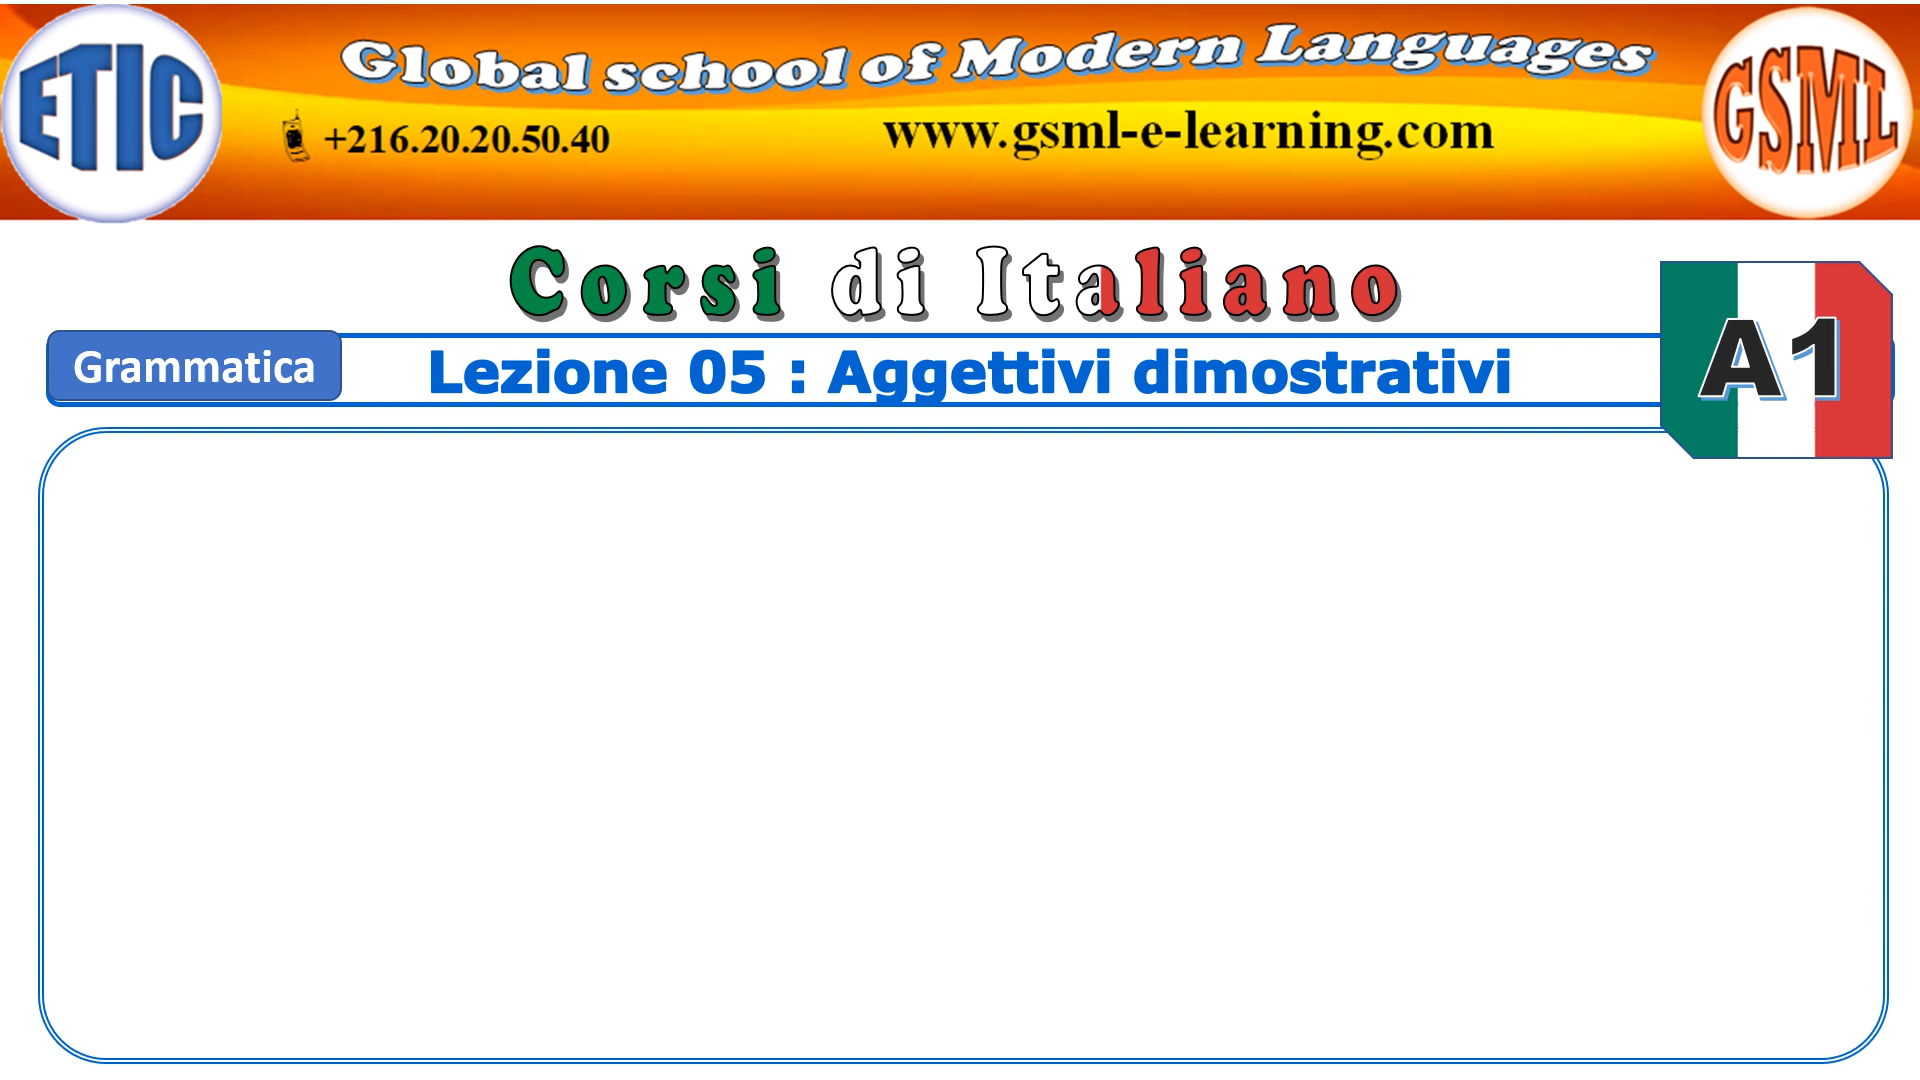 ETIC
Global school of Modern Languages
GSML
+216.20.20.50.40
www.gsml-e-learning.com
Corsi di Italiano
Grammatica
Lezione 05 : Aggettivi dimostrativi
A1